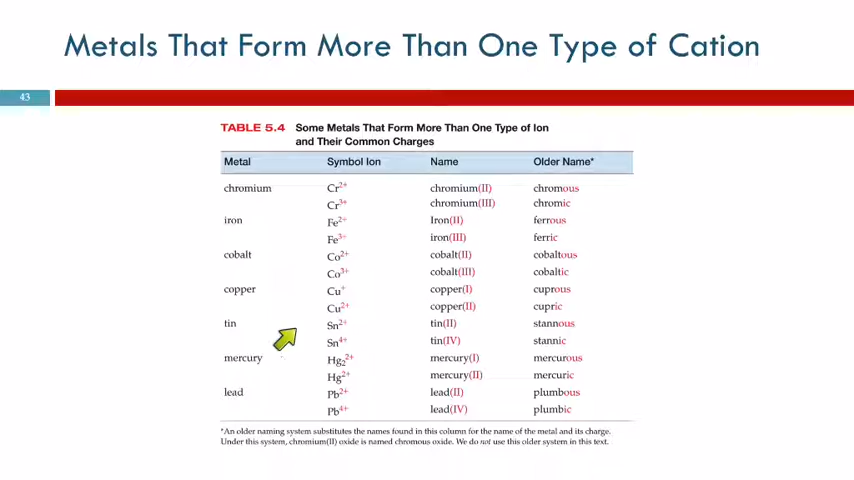 Metals That Form More Than One Type of Cation
43
TABLE 5.4 Some Metals That Form More Than One Type of Ion
and Their Common Charges
Metal Symbol Ion Name Older Name*
chromium Cr²⁺ chromium(II) chromous
Cr³⁺ chromium(III) chromic
iron Fe²⁺ Iron(II) ferrous
Fe³⁺ iron(III) ferric
cobalt Co²⁺ cobalt(II) cobaltous
Co³⁺ cobalt(III) cobaltic
copper Cu⁺ copper(I) cuprous
Cu²⁺ copper(II) cupric
tin Sn²⁺ tin(II) stannous
Sn⁴⁺ tin(IV) stannic
mercury Hg₂²⁺ mercury(I) mercurous
Hg²⁺ mercury(II) mercuric
lead Pb²⁺ lead(II) plumbous
Pb⁴⁺ lead(IV) plumbic
*An older naming system substitutes the names found in this column for the name of the metal and its charge.
Under this system, chromium(II) oxide is named chromous oxide. We do not use this older system in this text.